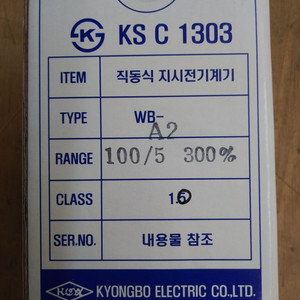 KS C 1303
ITEM 직동식 지시전기계기
TYPE WB-A2
RANGE 100/5 300%
CLASS 1.5
SER.NO. 내용물 참조
KYONGBO ELECTRIC CO.,LTD.